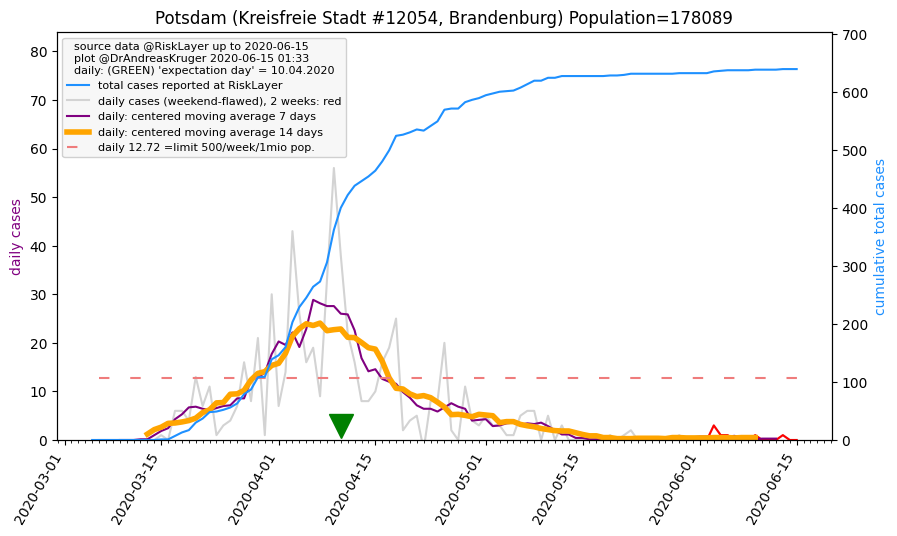 Potsdam (Kreisfreie Stadt #12054, Brandenburg) Population=178089
source data @RiskLayer up to 2020-06-15
plot @DrAndreasKruger 2020-06-15 01:33
daily: (GREEN) 'expectation day' = 10.04.2020
total cases reported at RiskLayer
daily cases (weekend-flawed), 2 weeks: red
daily: centered moving average 7 days
daily: centered moving average 14 days
daily 12.72 =limit 500/week/1mio pop.
daily cases
80
70
60
50
40
30
20
10
0
700
600
500
400
300
200
100
0
cumulative total cases
2020-03-01
2020-03-15
2020-04-01
2020-04-15
2020-05-01
2020-05-15
2020-06-01
2020-06-15